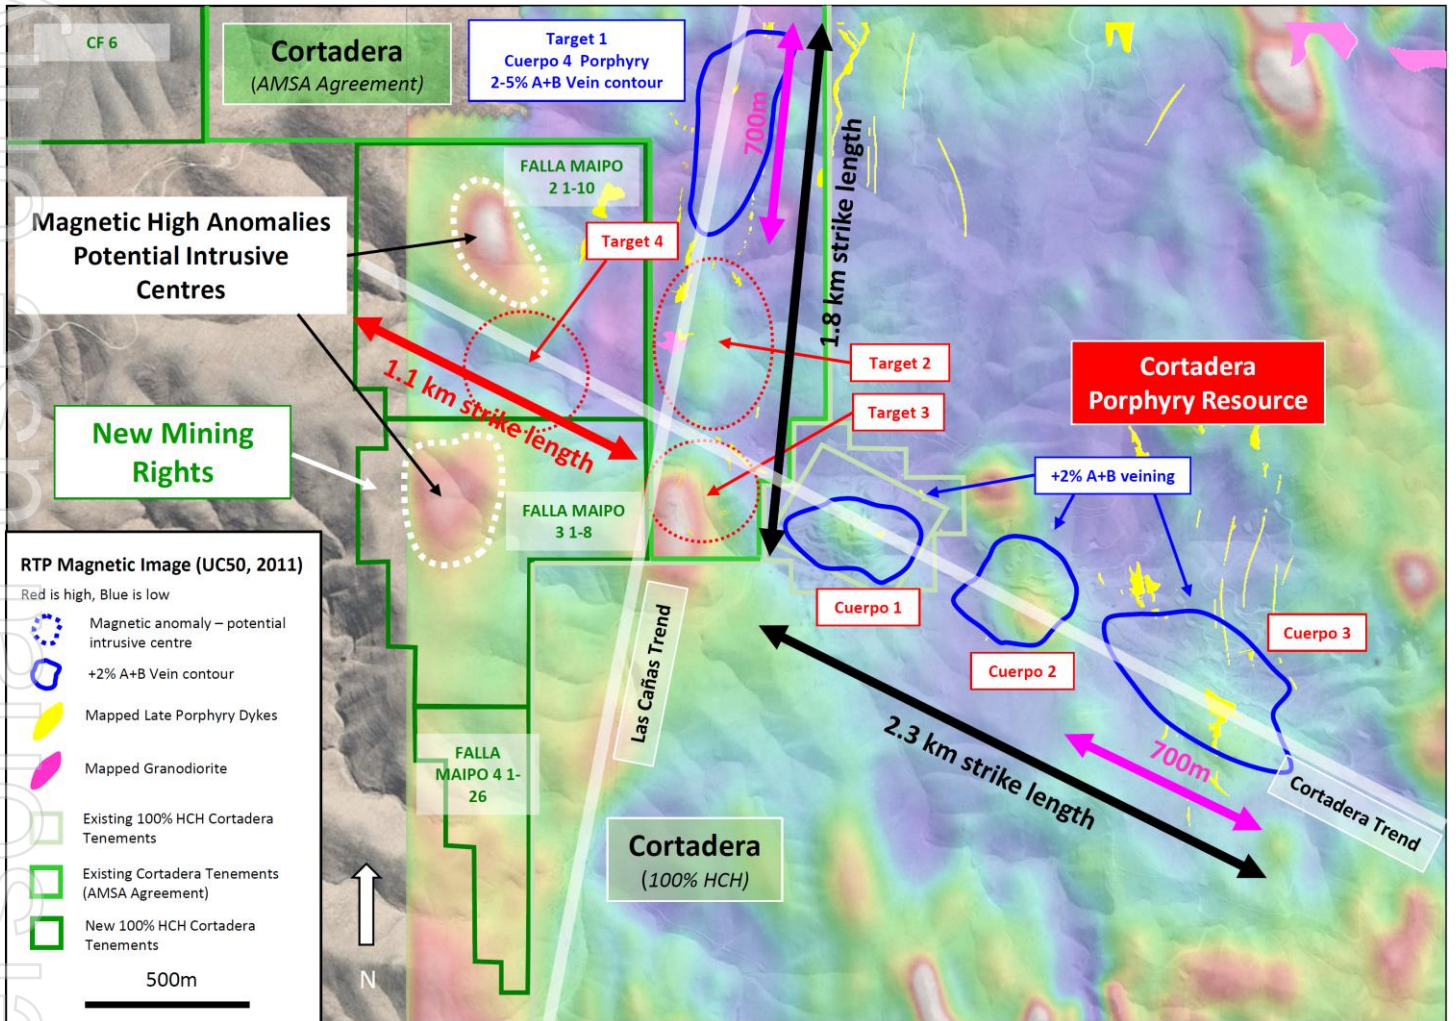 CF 6
Cortadera
(AMSA Agreement)
Target 1
Cuerpo 4 Porphyry
2-5% A+B Vein contour
700m
1.8 km strike length
FALLA MAIPO
2 1-10
Magnetic High Anomalies
Potential Intrusive
Centres
Target 4
Target 2
Target 3
1.1 km strike length
Cortadera
Porphyry Resource
New Mining
Rights
+2% A+B veining
FALLA MAIPO
3 1-8
Cuerpo 1
Cuerpo 2
Cuerpo 3
Las Cañas Trend
2.3 km strike length
700m
Cortadera Trend
FALLA
MAIPO 4 1-
26
Cortadera
(100% HCH)
RTP Magnetic Image (UC50, 2011)
Red is high, Blue is low
Magnetic anomaly – potential
intrusive centre
+2% A+B Vein contour
Mapped Late Porphyry Dykes
Mapped Granodiorite
Existing 100% HCH Cortadera
Tenements
Existing Cortadera Tenements
(AMSA Agreement)
New 100% HCH Cortadera
Tenements
500m
N